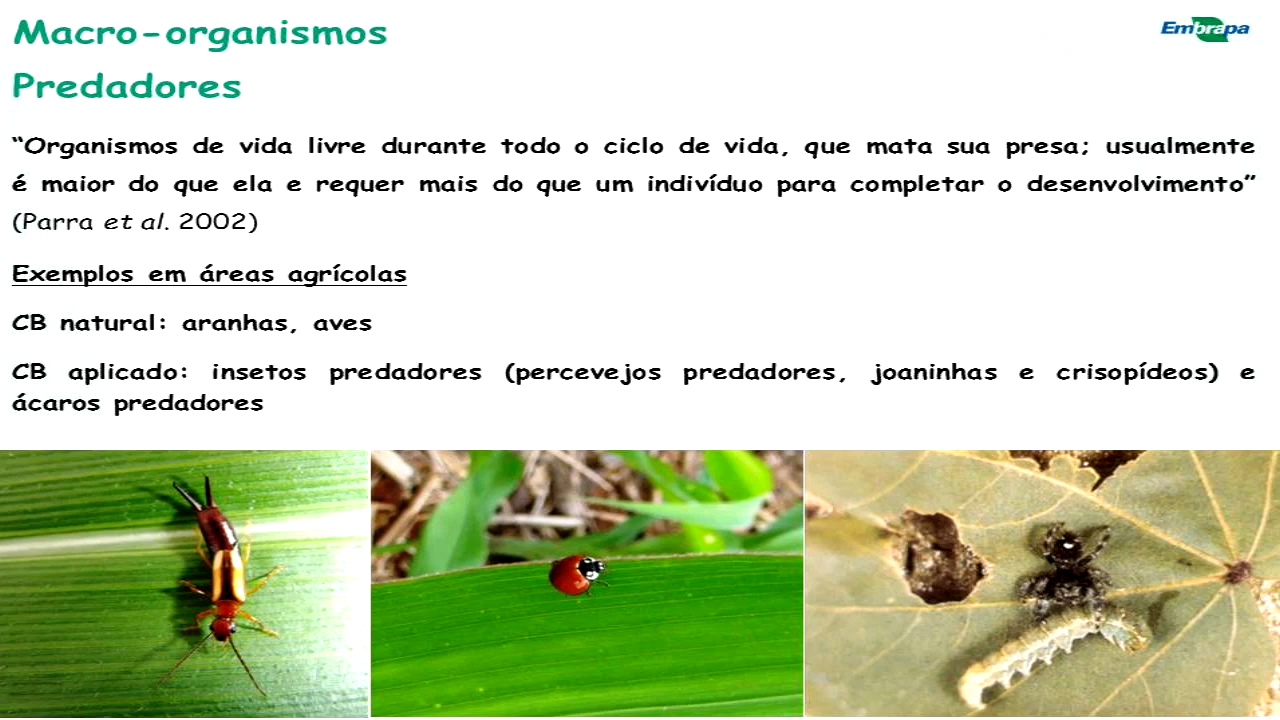 Macro-organismos
Embrapa
Predadores
“Organismos de vida livre durante todo o ciclo de vida, que mata sua presa; usualmente
é maior do que ela e requer mais do que um indivíduo para completar o desenvolvimento”
(Parra et al. 2002)
Exemplos em áreas agrícolas
CB natural: aranhas, aves
CB aplicado: insetos predadores (percevejos predadores, joaninhas e crisopídeos) e
ácaros predadores